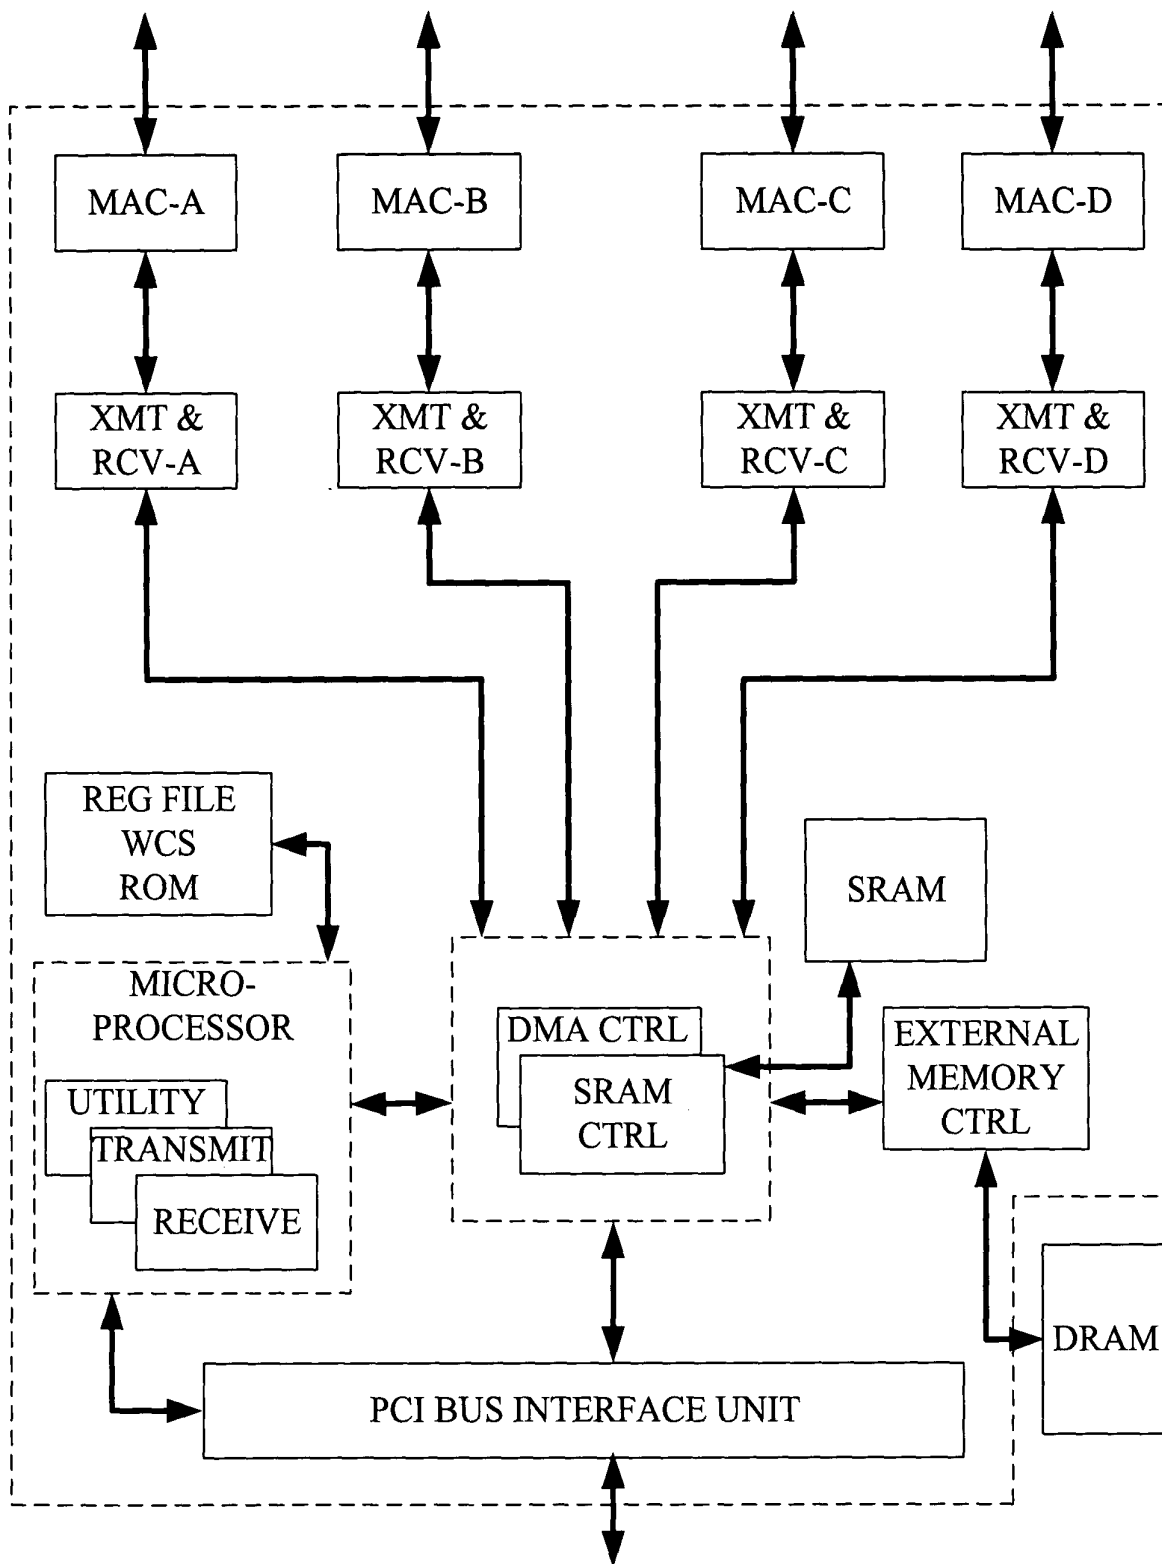 MAC-A
MAC-B
MAC-C
MAC-D
XMT &
RCV-A
XMT &
RCV-B
XMT &
RCV-C
XMT &
RCV-D
REG FILE
WCS
ROM
SRAM
MICRO-
PROCESSOR
UTILITY
TRANSMIT
RECEIVE
DMA CTRL
SRAM
CTRL
EXTERNAL
MEMORY
CTRL
DRAM
PCI BUS INTERFACE UNIT